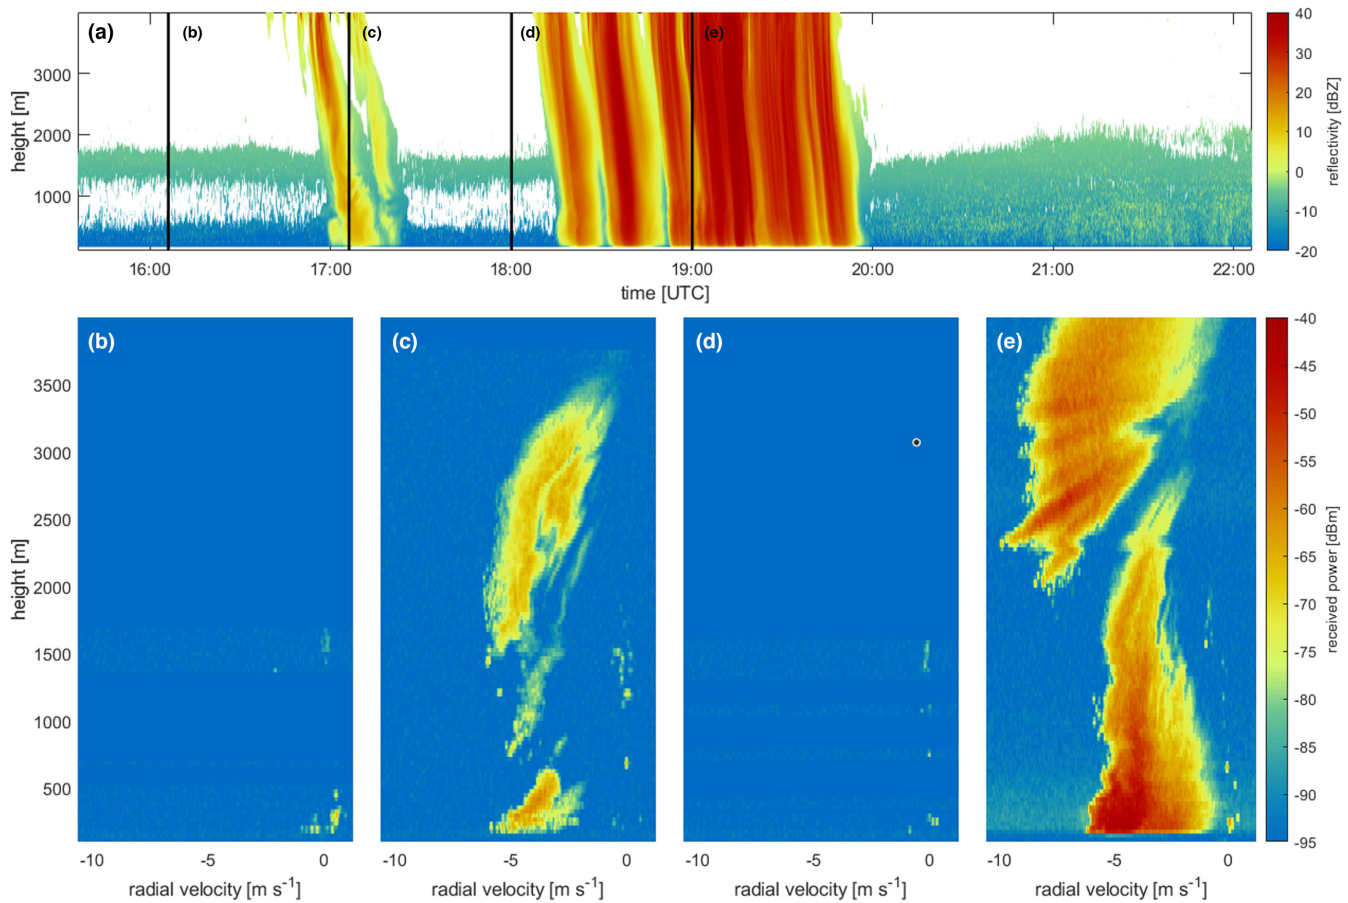 (a)
(b)
(c)
(d)
(e)
height [m]
3000
2000
1000
16:00
17:00
18:00
19:00
20:00
21:00
22:00
time [UTC]
40
30
20
10
0
-10
-20
reflectivity [dBZ]
(b)
(c)
(d)
(e)
height [m]
3500
3000
2500
2000
1500
1000
500
-10
-5
0
radial velocity [m s⁻¹]
-10
-5
0
radial velocity [m s⁻¹]
-10
-5
0
radial velocity [m s⁻¹]
-10
-5
0
radial velocity [m s⁻¹]
-40
-45
-50
-55
-60
-65
-70
-75
-80
-85
-90
-95
received power [dBm]